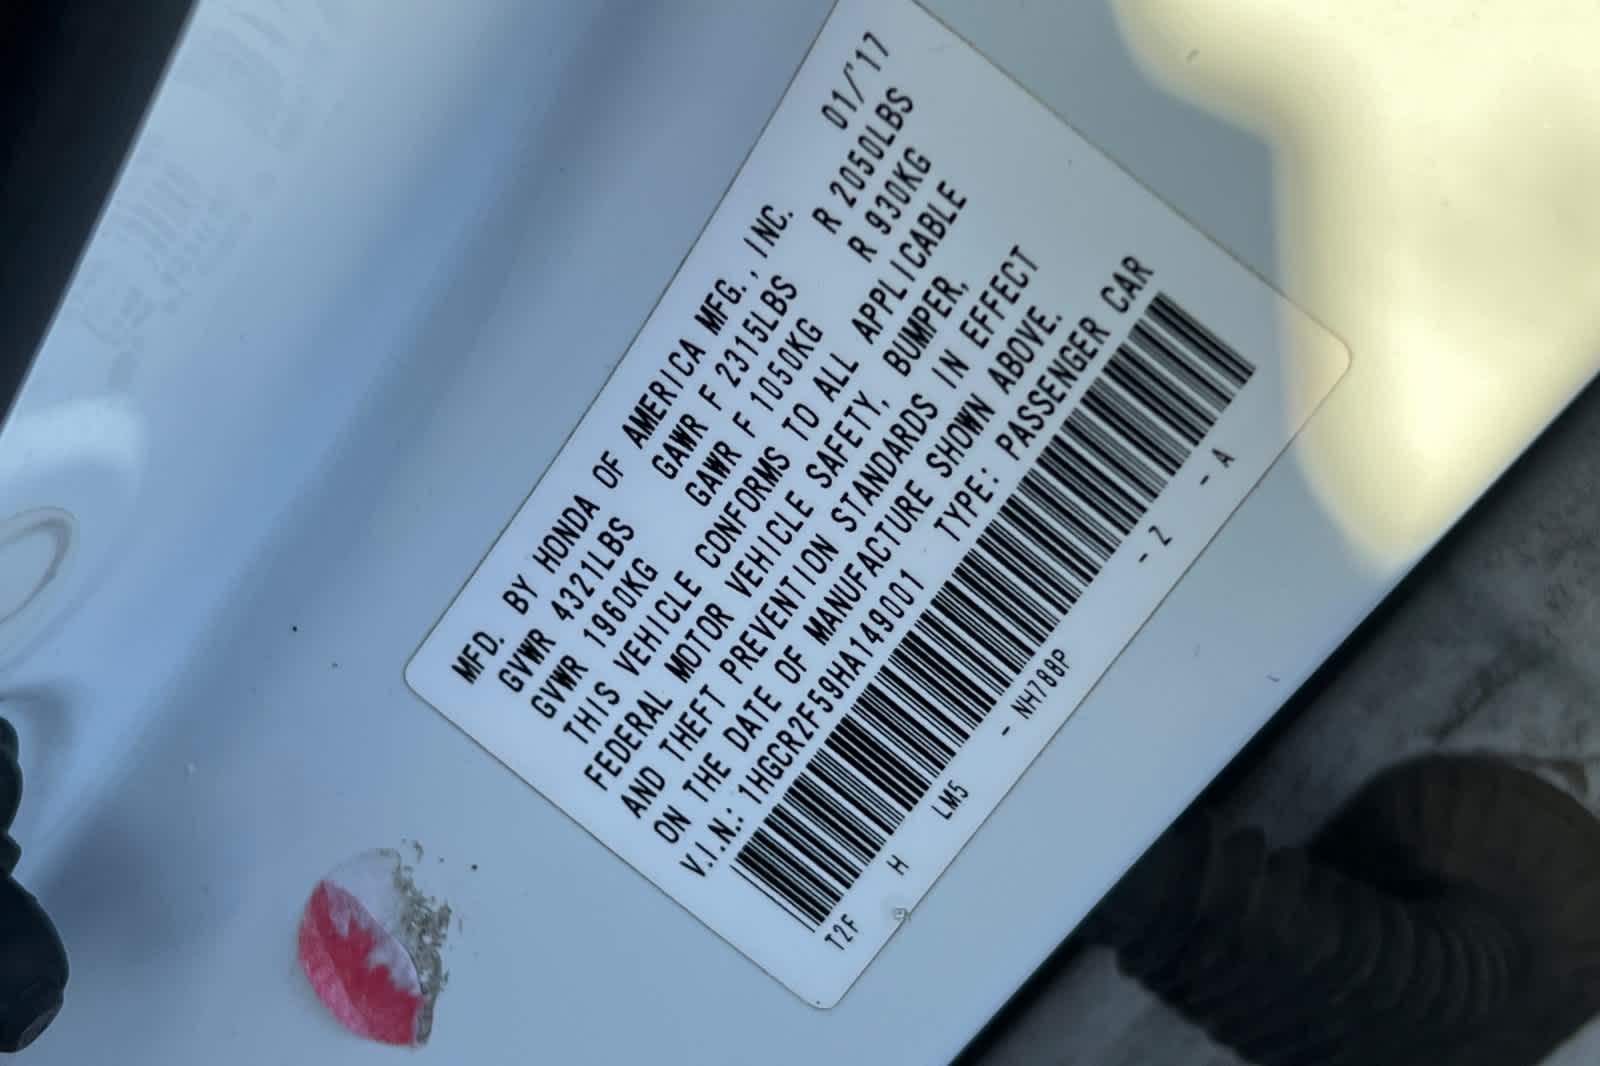 MFD. BY HONDA OF AMERICA MFG., INC. 01/'17
GVWR 4321LBS GAWR F 2315LBS R 2050LBS
GVWR 1960KG GAWR F 1050KG R 930KG
THIS VEHICLE CONFORMS TO ALL APPLICABLE
FEDERAL MOTOR VEHICLE SAFETY, BUMPER,
AND THEFT PREVENTION STANDARDS IN EFFECT
ON THE DATE OF MANUFACTURE SHOWN ABOVE.
V.I.N.: 1HGCR2F59HA149001 TYPE: PASSENGER CAR
T2F H LM5 - NH788P - Z - A